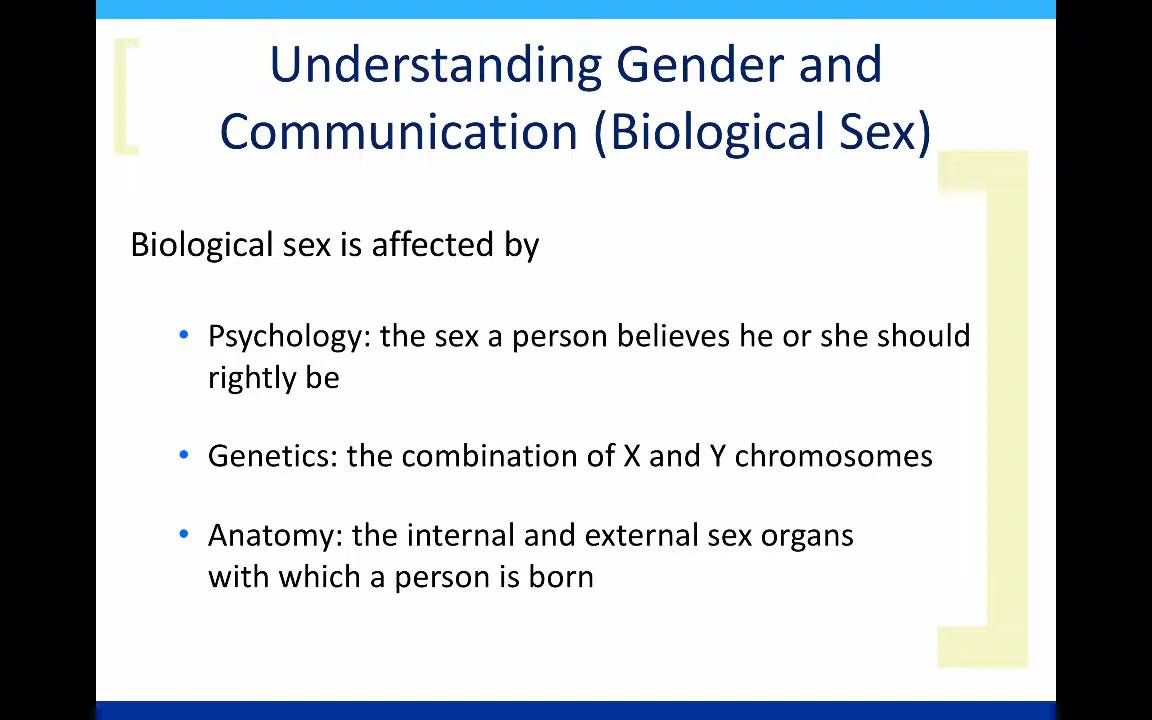 Understanding Gender and
Communication (Biological Sex)
Biological sex is affected by
• Psychology: the sex a person believes he or she should
rightly be
• Genetics: the combination of X and Y chromosomes
• Anatomy: the internal and external sex organs
with which a person is born